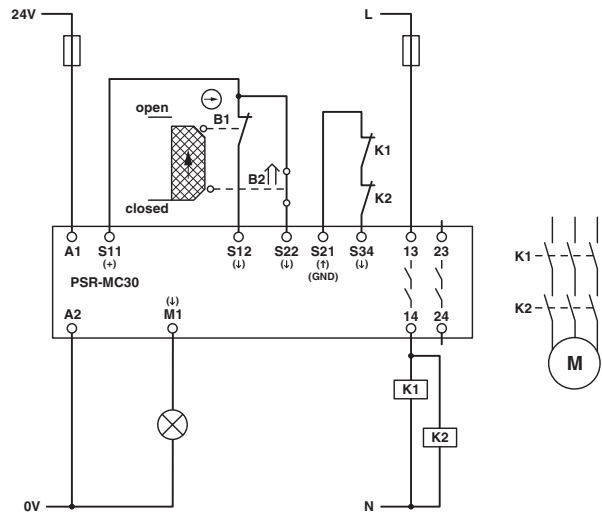 24V
L
open
B1
B2
closed
K1
K2
A1
S11
(+)
S12
(↓)
S22
(↓)
S21
(↑)
(GND)
S34
(↓)
13
23
PSR-MC30
A2
(↓)
M1
14
24
K1
K2
M
K1
K2
0V
N